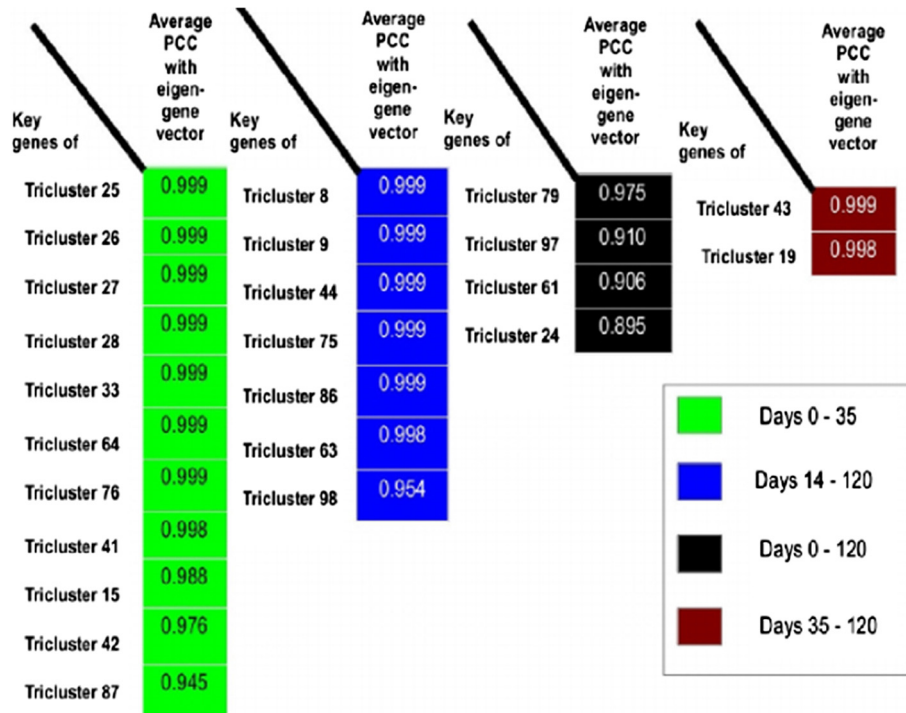 Average
PCC
with
eigen-
gene
vector
Key
genes of
Tricluster 25 0.999
Tricluster 26 0.999
Tricluster 27 0.999
Tricluster 28 0.999
Tricluster 33 0.999
Tricluster 64 0.999
Tricluster 76 0.999
Tricluster 41 0.998
Tricluster 15 0.988
Tricluster 42 0.976
Tricluster 87 0.945
Average
PCC
with
eigen-
gene
vector
Key
genes of
Tricluster 8 0.999
Tricluster 9 0.999
Tricluster 44 0.999
Tricluster 75 0.999
Tricluster 86 0.999
Tricluster 63 0.998
Tricluster 98 0.954
Average
PCC
with
eigen-
gene
vector
Key
genes of
Tricluster 79 0.975
Tricluster 97 0.910
Tricluster 61 0.906
Tricluster 24 0.895
Average
PCC
with
eigen-
gene
vector
Key
genes of
Tricluster 43 0.999
Tricluster 19 0.998
Days 0 - 35
Days 14 - 120
Days 0 - 120
Days 35 - 120